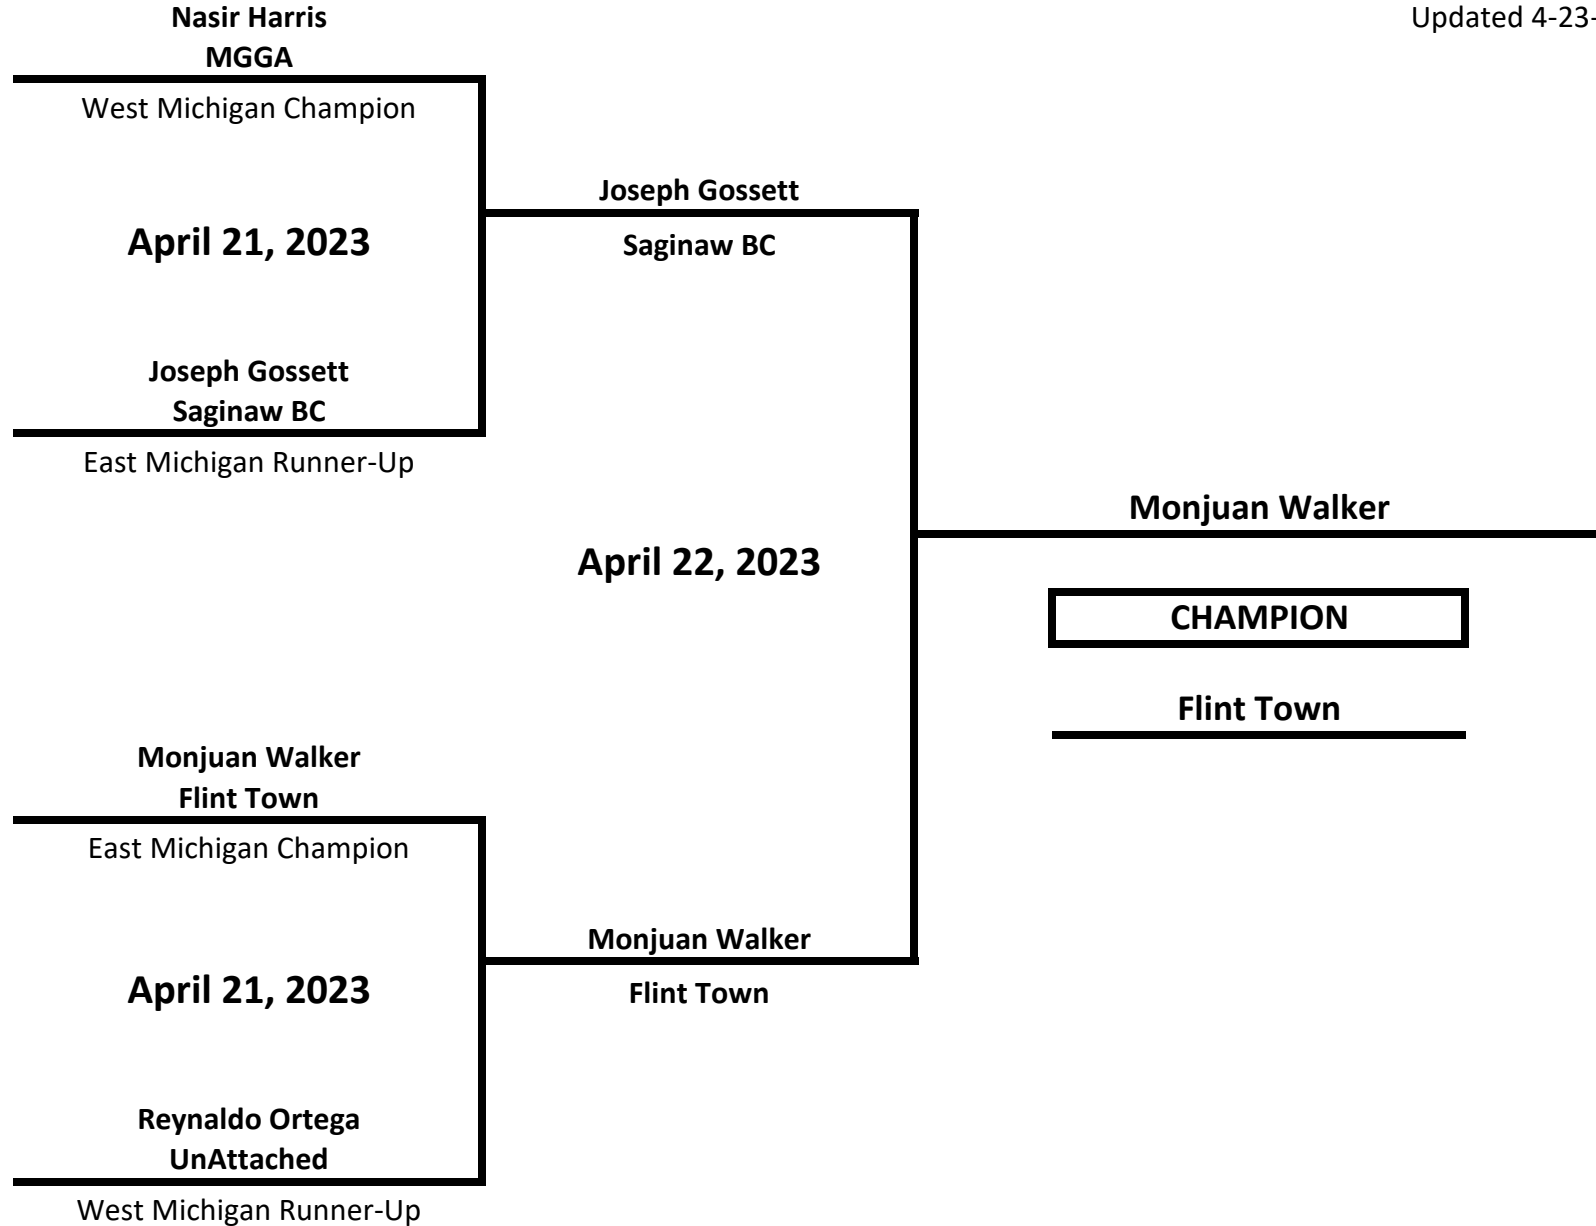 Nasir Harris
MGGA
Updated 4-23-
West Michigan Champion
Joseph Gossett
April 21, 2023
Saginaw BC
Joseph Gossett
Saginaw BC
East Michigan Runner-Up
Monjuan Walker
April 22, 2023
CHAMPION
Flint Town
Monjuan Walker
Flint Town
East Michigan Champion
Monjuan Walker
April 21, 2023
Flint Town
Reynaldo Ortega
UnAttached
West Michigan Runner-Up